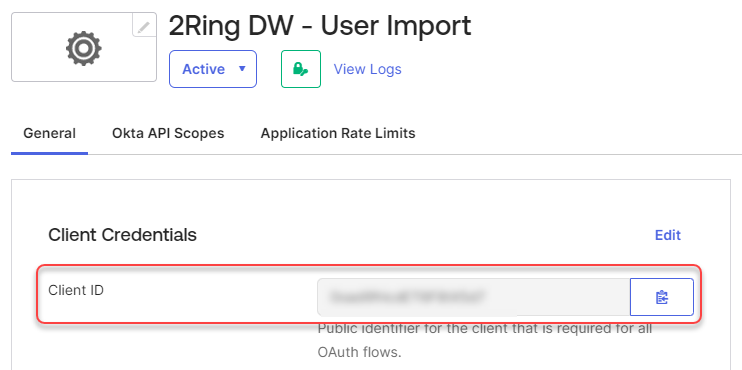 2Ring DW - User Import
Active
View Logs
General Okta API Scopes Application Rate Limits
Client Credentials Edit
Client ID
Public identifier for the client that is required for all
OAuth flows.